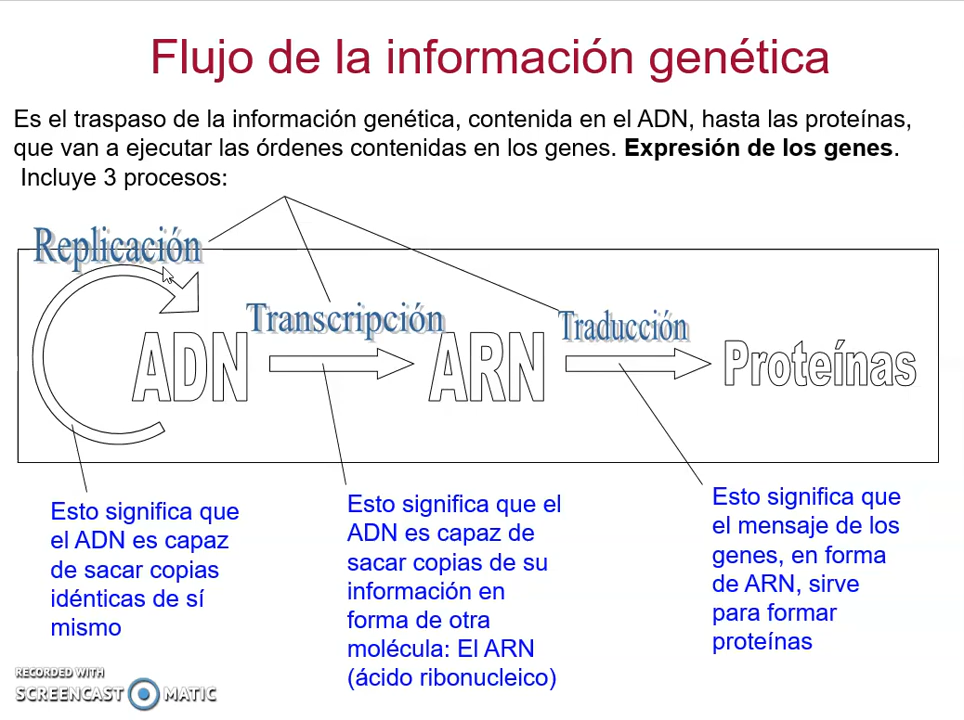 Flujo de la información genética
Es el traspaso de la información genética, contenida en el ADN, hasta las proteínas,
que van a ejecutar las órdenes contenidas en los genes. Expresión de los genes.
Incluye 3 procesos:
Replicación
Transcripción
Traducción
ADN
ARN
Proteínas
Esto significa que
el ADN es capaz
de sacar copias
idénticas de sí
mismo
Esto significa que el
ADN es capaz de
sacar copias de su
información en
forma de otra
molécula: El ARN
(ácido ribonucleico)
Esto significa que
el mensaje de los
genes, en forma
de ARN, sirve
para formar
proteínas
RECORDED WITH
SCREENCAST MATIC